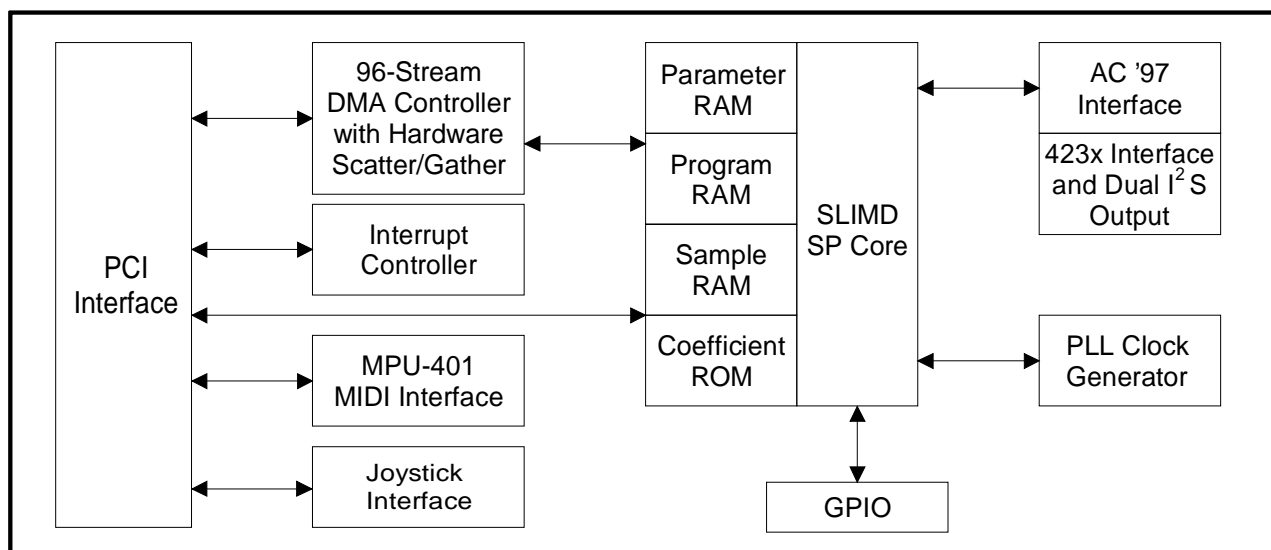 PCI
Interface
96-Stream
DMA Controller
with Hardware
Scatter/Gather
Interrupt
Controller
MPU-401
MIDI Interface
Joystick
Interface
Parameter
RAM
Program
RAM
Sample
RAM
Coefficient
ROM
SLIMD
SP Core
AC '97
Interface
423x Interface
and Dual I² S
Output
PLL Clock
Generator
GPIO